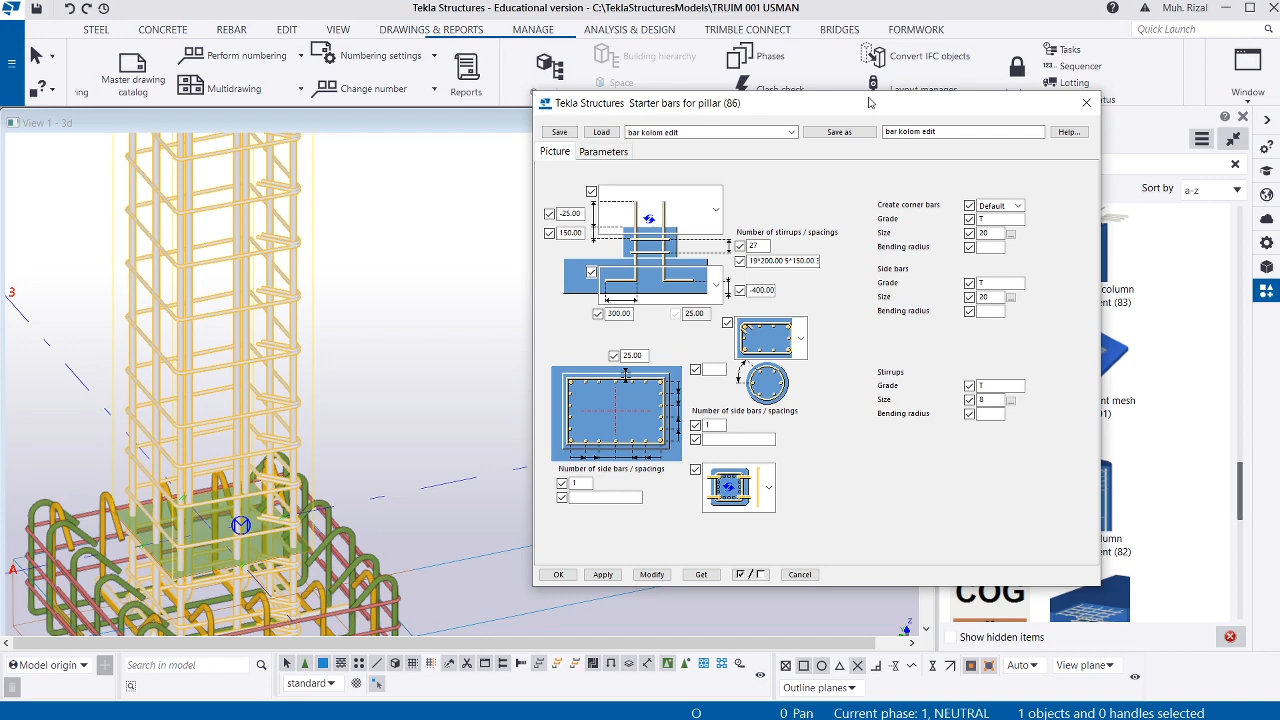 Tekla Structures - Educational version - C:\TeklaStructuresModels\TRUIM 001 USMAN
Muh. Rizal
STEEL CONCRETE REBAR EDIT VIEW DRAWINGS & REPORTS MANAGE ANALYSIS & DESIGN TRIMBLE CONNECT BRIDGES FORMWORK
Quick Launch
ing
Master drawing
catalog
Perform numbering
Multidrawing
Numbering settings
Change number
Reports
Building hierarchy
Space
Phases
Clash check
Convert IFC objects
Layout manager
Tasks
Sequencer
Lotting
Window
View 1 - 3d
Tekla Structures Starter bars for pillar (86)
Save
Load
bar kolom edit
Save as
bar kolom edit
Help...
Picture
Parameters
-25.00
150.00
Number of stirrups / spacings
27
19*200.00 5*150.00
-400.00
300.00
25.00
25.00
Number of side bars / spacings
1
Number of side bars / spacings
1
Create corner bars
Default
Grade
T
Size
20
...
Bending radius
Side bars
Grade
T
Size
20
...
Bending radius
Stirrups
Grade
T
Size
8
...
Bending radius
OK
Apply
Modify
Get
/
Cancel
Sort by
a-z
column
ent (83)
nt mesh
01)
olumn
ent (82)
COG
Show hidden items
3
A
M
z
Model origin
Search in model
standard
Auto
View plane
Outline planes
O
0 Pan
Current phase: 1, NEUTRAL
1 objects and 0 handles selected